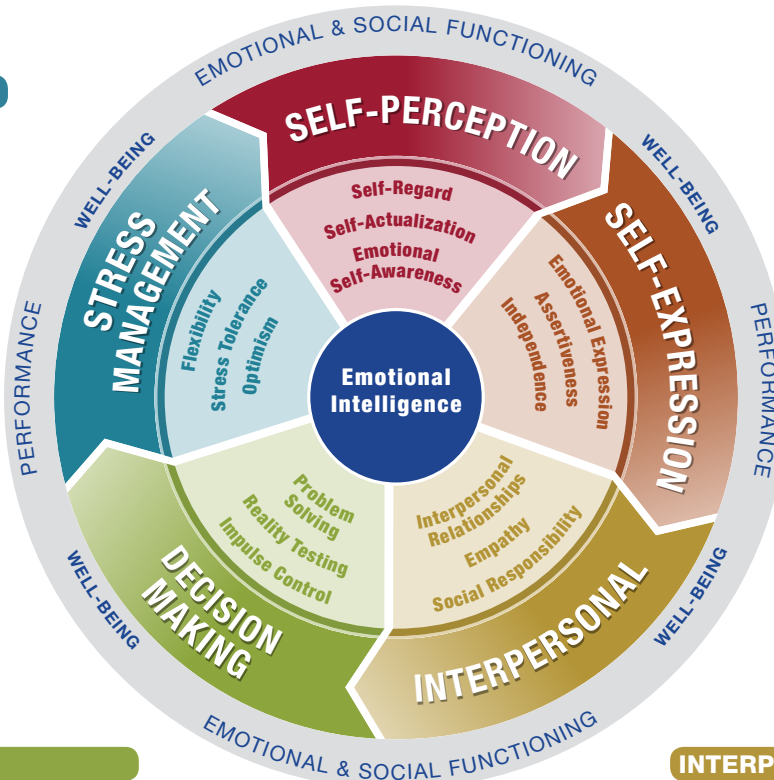 EMOTIONAL & SOCIAL FUNCTIONING
WELL-BEING
WELL-BEING
PERFORMANCE
PERFORMANCE
WELL-BEING
WELL-BEING
EMOTIONAL & SOCIAL FUNCTIONING
SELF-PERCEPTION
Self-Regard
Self-Actualization
Emotional
Self-Awareness
SELF-EXPRESSION
Emotional Expression
Assertiveness
Independence
INTERPERSONAL
Interpersonal
Relationships
Empathy
Social Responsibility
DECISION
MAKING
Problem
Solving
Reality Testing
Impulse Control
STRESS
MANAGEMENT
Flexibility
Stress Tolerance
Optimism
Emotional
Intelligence
INTERP